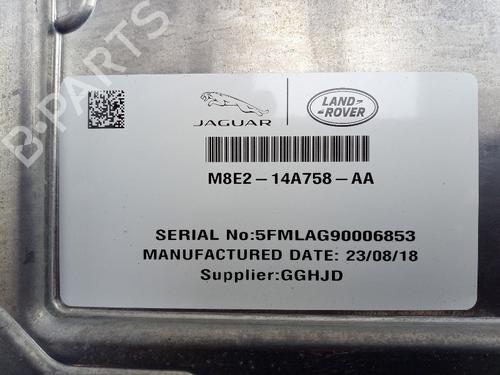 B-PARTS
JAGUAR
LAND
ROVER
M8E2-14A758-AA
SERIAL No:5FMLAG90006853
MANUFACTURED DATE: 23/08/18
Supplier:GGHJD